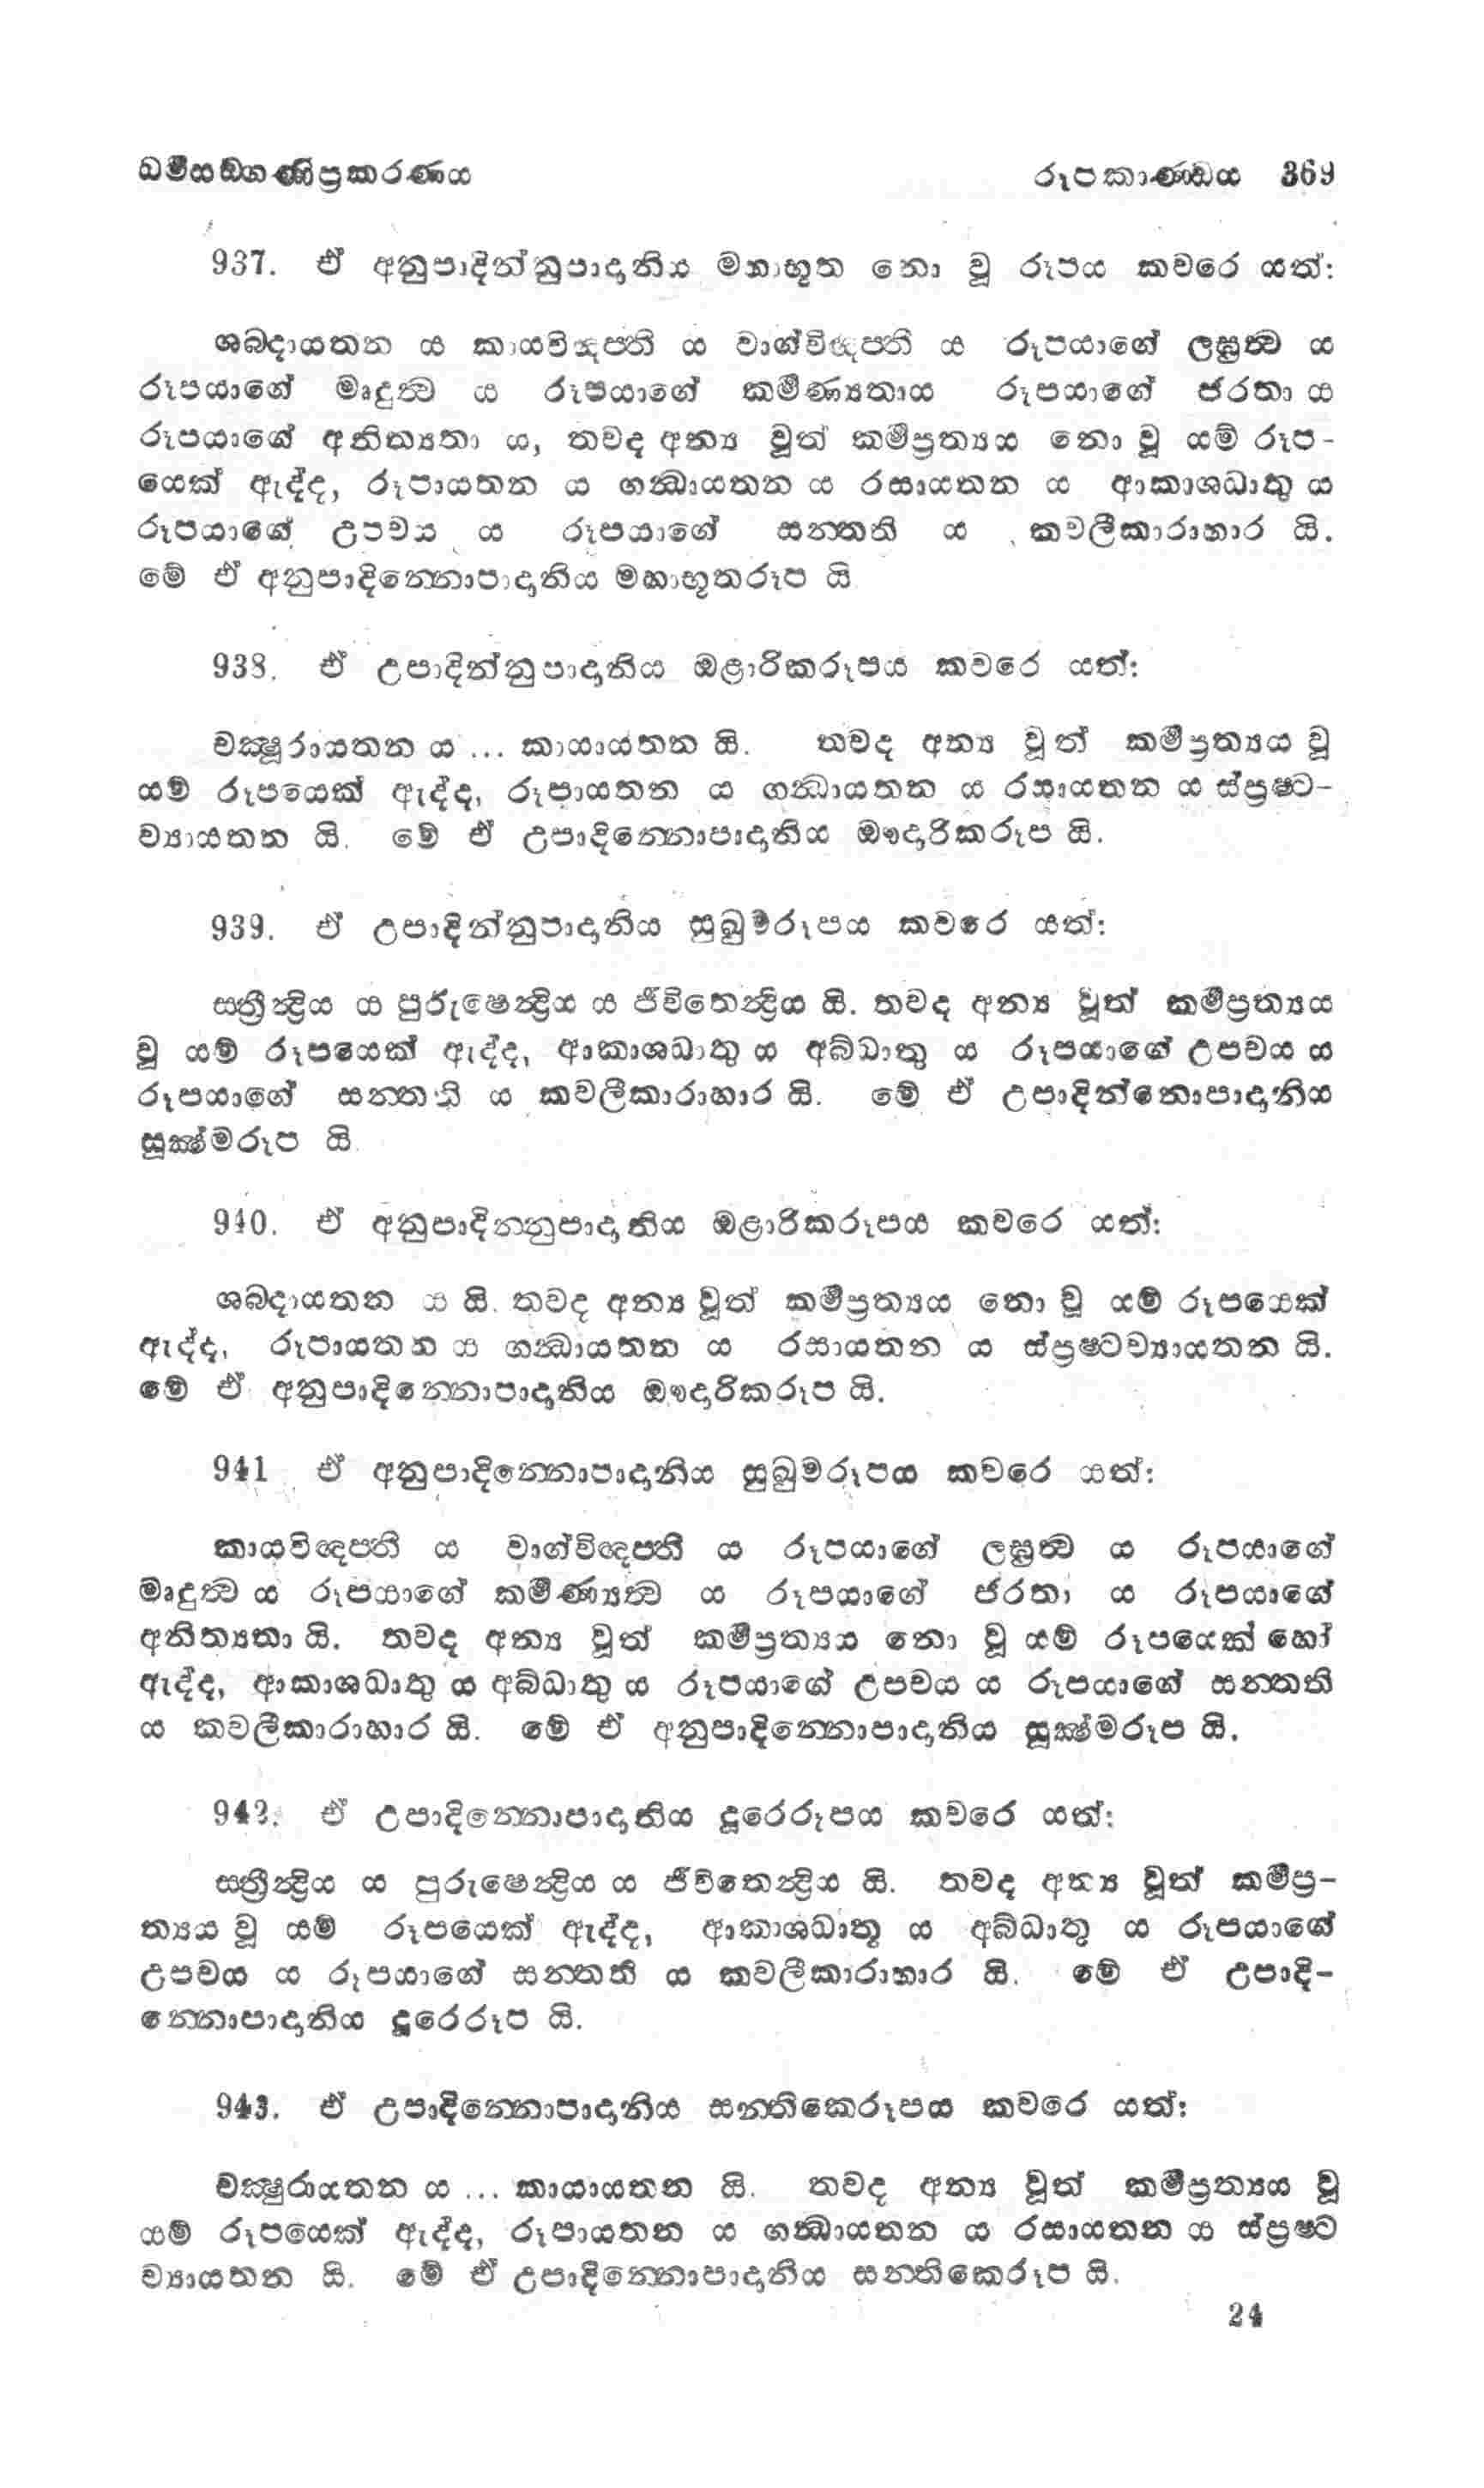 ධර්මසඞ්ගණීප්‍රකරණය රූපකාණ්ඩය 369
937. ඒ අනුපාදින්නුපාදානිය මහාභූත නො වූ රූපය කවරෙ යත්:
ශබ්දායතන ය කායවිඥප්ති ය වාග්විඥප්ති ය රූපයාගේ ලඝුත්‍ව ය
රූපයාගේ මෘදුත්‍ව ය රූපයාගේ කර්මණ්‍යතාය රූපයාගේ ජරතා ය
රූපයාගේ අනිත්‍යතා ය, තවද අන්‍ය වූත් කර්මප්‍රත්‍යය නො වූ යම් රූප-
යෙක් ඇද්ද, රූපායතන ය ගන්‍ධායතන ය රසායතන ය ආකාශධාතු ය
රූපයාගේ උපචය ය රූපයාගේ සන්තති ය කවලීකාරාහාර යි.
මේ ඒ අනුපාදින්නොපාදානිය මහාභූතරූප යි
938. ඒ උපාදින්නුපාදානිය ඔළාරිකරූපය කවරෙ යත්:
චක්‍ෂූරායතන ය ... කායායතන යි. තවද අන්‍ය වූත් කර්මප්‍රත්‍යය වූ
යම් රූපයෙක් ඇද්ද, රූපායතන ය ගන්‍ධායතන ය රසායතන ය ස්ප්‍රෂ්ට-
ව්‍යායතන යි. මේ ඒ උපාදින්නොපාදානිය ඖදාරිකරූප යි.
939. ඒ උපාදින්නුපාදානිය සුඛුමරූපය කවරෙ යත්:
ස්ත්‍රීන්‍ද්‍රිය ය පුරුෂෙන්‍ද්‍රිය ය ජීවිතෙන්‍ද්‍රිය යි. තවද අන්‍ය වූත් කර්මප්‍රත්‍යය
වූ යම් රූපයෙක් ඇද්ද, ආකාශධාතු ය අබ්ධාතු ය රූපයාගේ උපචය ය
රූපයාගේ සන්තති ය කවලීකාරාහාර යි. මේ ඒ උපාදින්නොපාදානිය
සූක්‍ෂ්මරූප යි.
940. ඒ අනුපාදින්නුපාදානිය ඔළාරිකරූපය කවරෙ යත්:
ශබ්දායතන ය යි. තවද අන්‍ය වූත් කර්මප්‍රත්‍යය නො වූ යම් රූපයෙක්
ඇද්ද, රූපායතන ය ගන්‍ධායතන ය රසායතන ය ස්ප්‍රෂ්ටව්‍යායතන යි.
මේ ඒ අනුපාදින්නොපාදානිය ඖදාරිකරූප යි.
941 ඒ අනුපාදින්නොපාදානිය සුඛුමරූපය කවරෙ යත්:
කායවිඥප්ති ය වාග්විඥප්ති ය රූපයාගේ ලඝුත්‍ව ය රූපයාගේ
මෘදුත්‍ව ය රූපයාගේ කර්මණ්‍යත්‍ව ය රූපයාගේ ජරතා ය රූපයාගේ
අනිත්‍යතා යි. තවද අන්‍ය වූත් කර්මප්‍රත්‍යය නො වූ යම් රූපයෙක් හෝ
ඇද්ද, ආකාශධාතු ය අබ්ධාතු ය රූපයාගේ උපචය ය රූපයාගේ සන්තති
ය කවලීකාරාහාර යි. මේ ඒ අනුපාදින්නොපාදානිය සූක්‍ෂ්මරූප යි.
942. ඒ උපාදින්නොපාදානිය දූරෙරූපය කවරෙ යත්:
ස්ත්‍රීන්‍ද්‍රිය ය පුරුෂෙන්‍ද්‍රිය ය ජීවිතෙන්‍ද්‍රිය යි. තවද අන්‍ය වූත් කර්මප්‍ර-
ත්‍යය වූ යම් රූපයෙක් ඇද්ද, ආකාශධාතු ය අබ්ධාතු ය රූපයාගේ
උපචය ය රූපයාගේ සන්තති ය කවලීකාරාහාර යි. මේ ඒ උපාදි-
න්නොපාදානිය දූරෙරූප යි.
943. ඒ උපාදින්නොපාදානිය සන්තිකෙරූපය කවරෙ යත්:
චක්‍ෂුරායතන ය ... කායායතන යි. තවද අන්‍ය වූත් කර්මප්‍රත්‍යය වූ
යම් රූපයෙක් ඇද්ද, රූපායතන ය ගන්‍ධායතන ය රසායතන ය ස්ප්‍රෂ්ට
ව්‍යායතන යි. මේ ඒ උපාදින්නොපාදානිය සන්තිකෙරූප යි.
24